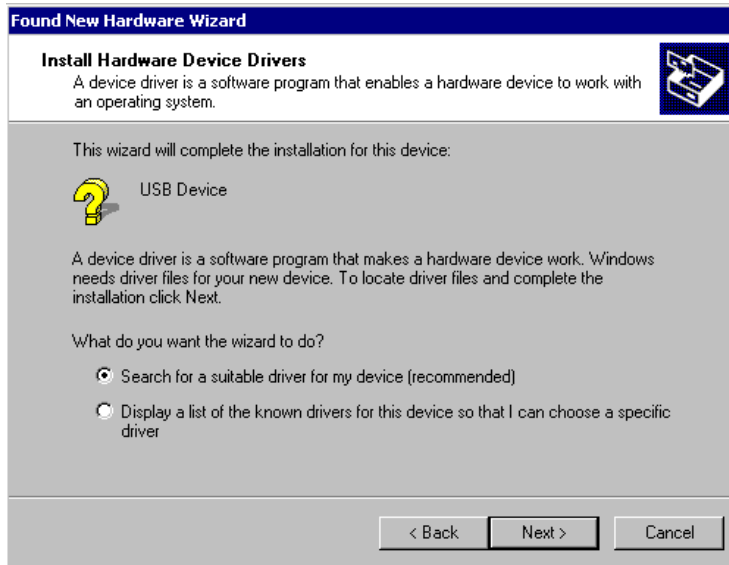 Found New Hardware Wizard
Install Hardware Device Drivers
A device driver is a software program that enables a hardware device to work with
an operating system.
This wizard will complete the installation for this device:
USB Device
A device driver is a software program that makes a hardware device work. Windows
needs driver files for your new device. To locate driver files and complete the
installation click Next.
What do you want the wizard to do?
Search for a suitable driver for my device (recommended)
Display a list of the known drivers for this device so that I can choose a specific
driver
< Back Next > Cancel